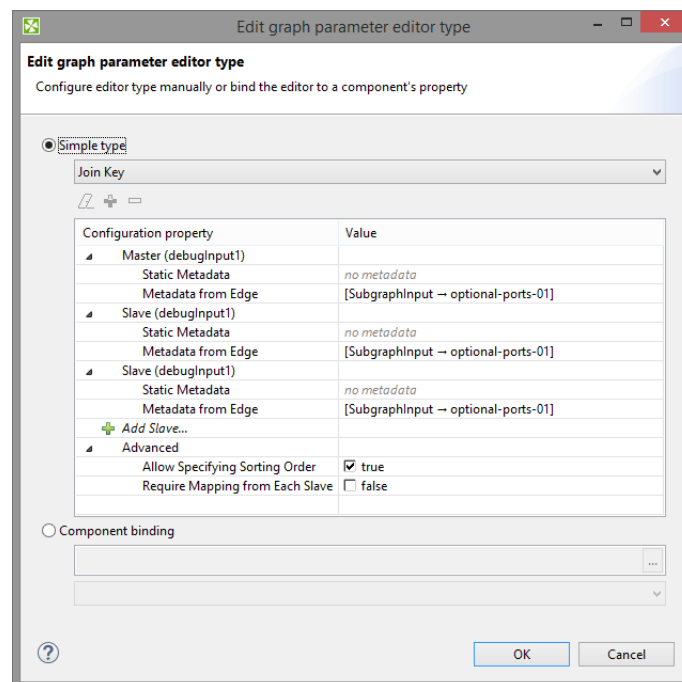 Edit graph parameter editor type
Edit graph parameter editor type
Configure editor type manually or bind the editor to a component's property
Simple type
Join Key
Configuration property Value
Master (debugInput1)
Static Metadata no metadata
Metadata from Edge [SubgraphInput → optional-ports-01]
Slave (debugInput1)
Static Metadata no metadata
Metadata from Edge [SubgraphInput → optional-ports-01]
Slave (debugInput1)
Static Metadata no metadata
Metadata from Edge [SubgraphInput → optional-ports-01]
Add Slave...
Advanced
Allow Specifying Sorting Order true
Require Mapping from Each Slave false
Component binding
...
? OK Cancel